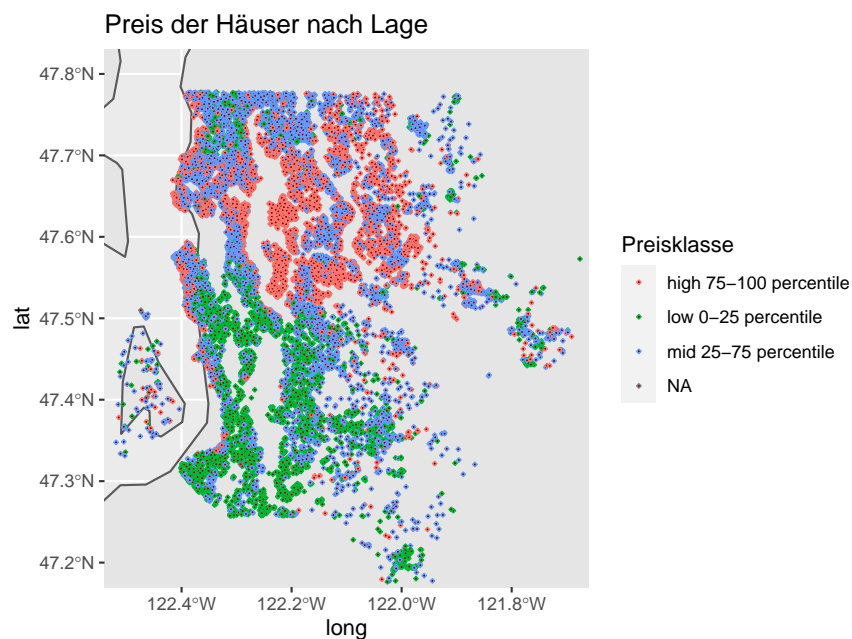 Preis der Häuser nach Lage
47.8°N
47.7°N
47.6°N
47.5°N
47.4°N
47.3°N
47.2°N
lat
122.4°W
122.2°W
122.0°W
121.8°W
long
Preisklasse
high 75−100 percentile
low 0−25 percentile
mid 25−75 percentile
NA